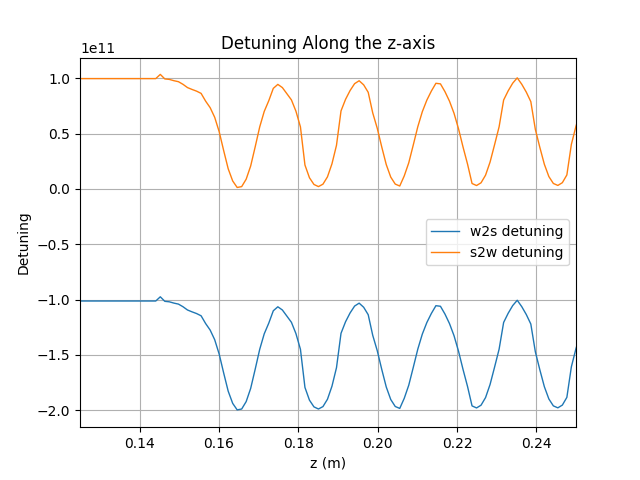 Detuning Along the z-axis
1e11
1.0
0.5
0.0
−0.5
−1.0
−1.5
−2.0
Detuning
w2s detuning
s2w detuning
0.14 0.16 0.18 0.20 0.22 0.24
z (m)